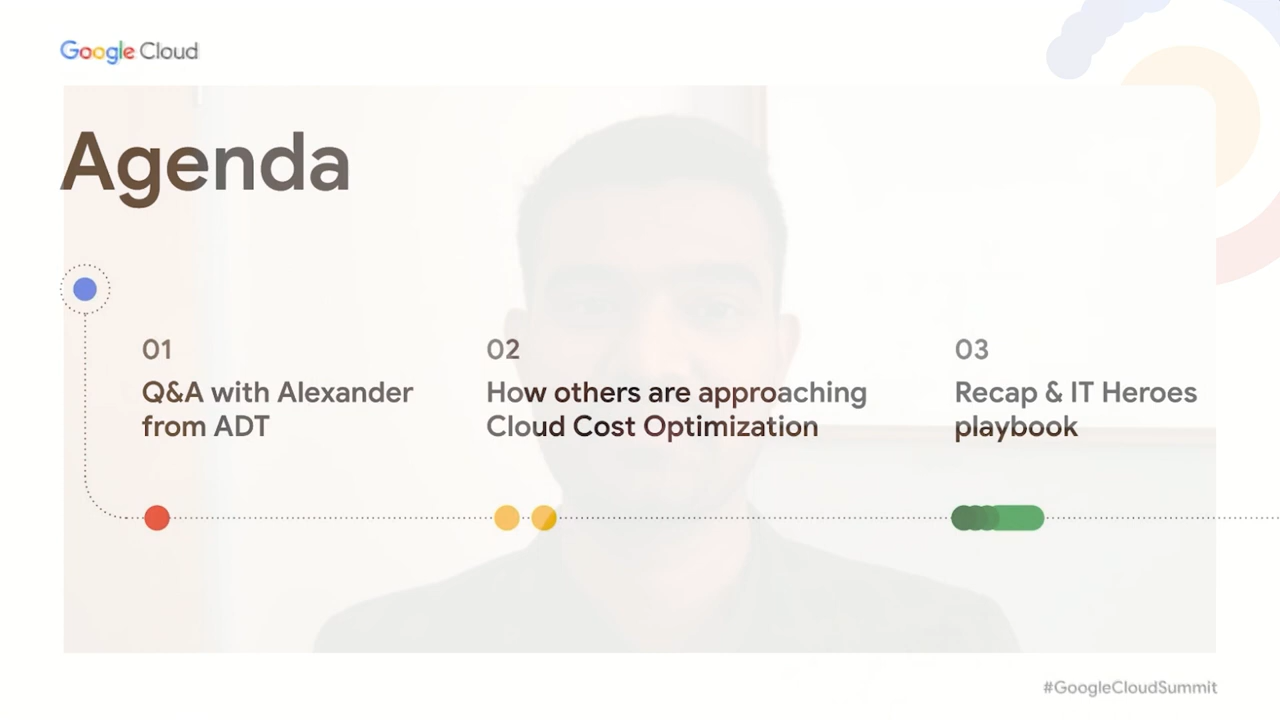 Google Cloud
Agenda
01
Q&A with Alexander
from ADT
02
How others are approaching
Cloud Cost Optimization
03
Recap & IT Heroes
playbook
#GoogleCloudSummit